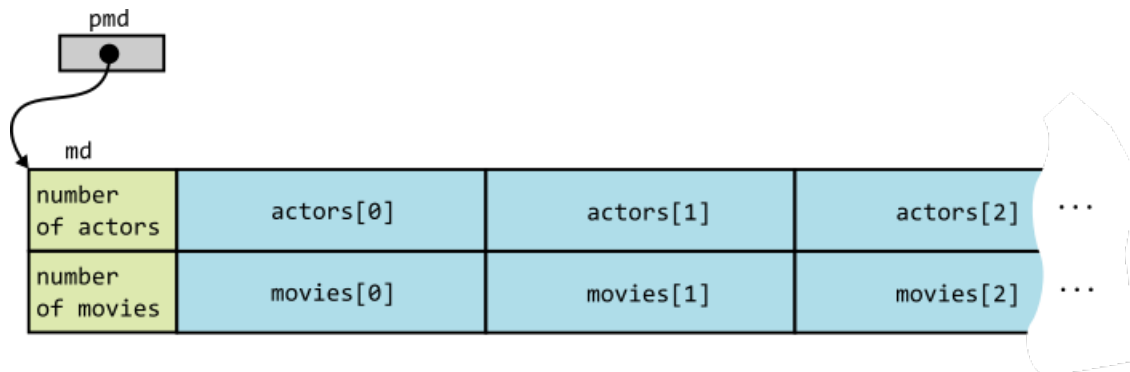 pmd
md
number
of actors
actors[0]
actors[1]
actors[2]
...
number
of movies
movies[0]
movies[1]
movies[2]
...